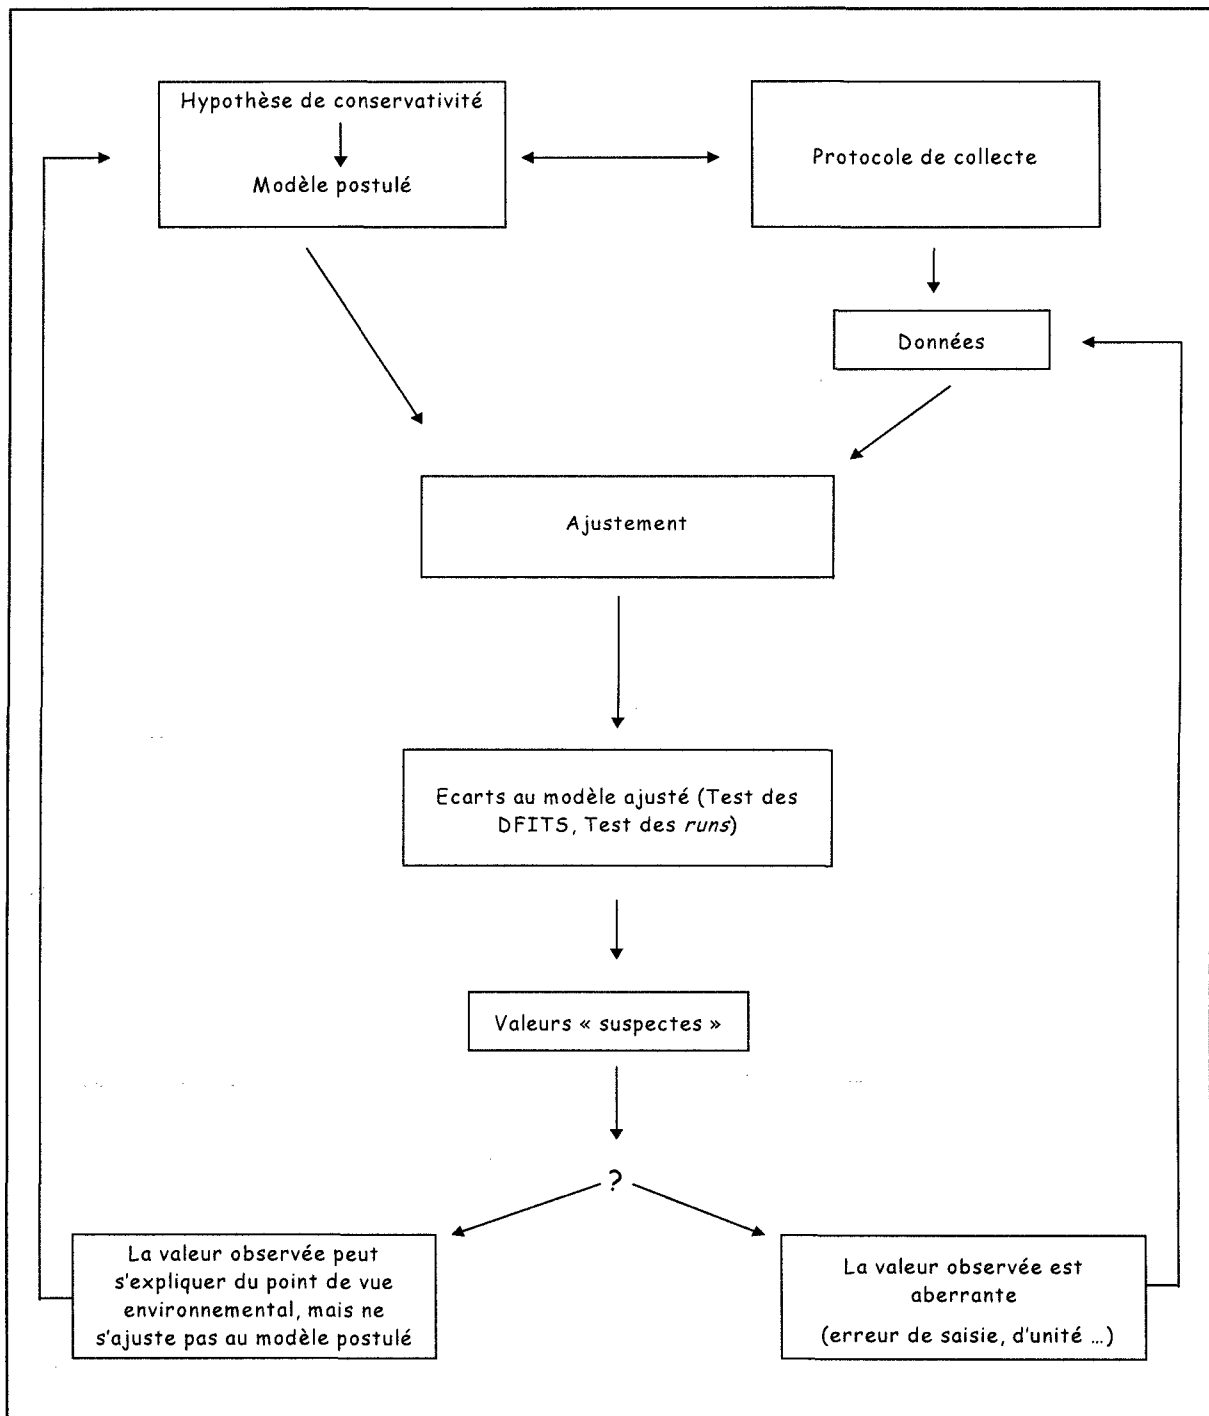 Hypothèse de conservativité
Modèle postulé
Protocole de collecte
Données
Ajustement
Ecarts au modèle ajusté (Test des
DFITS, Test des runs)
Valeurs « suspectes »
?
La valeur observée peut
s'expliquer du point de vue
environnemental, mais ne
s'ajuste pas au modèle postulé
La valeur observée est
aberrante
(erreur de saisie, d'unité ...)